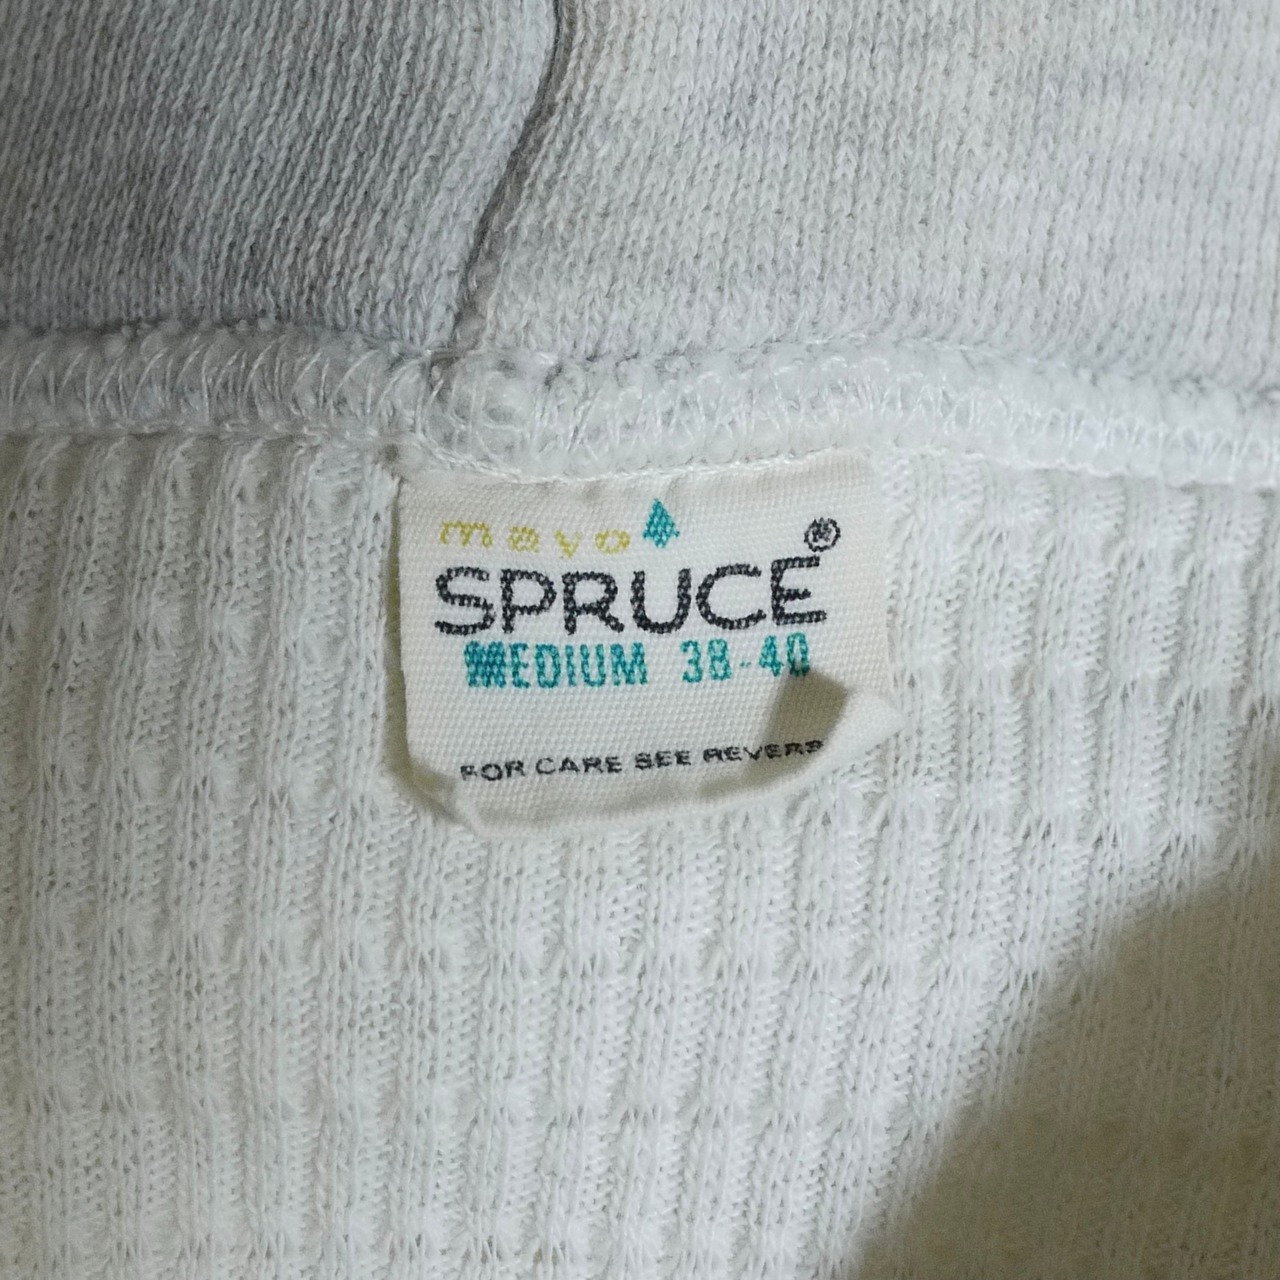 mayo
SPRUCE®
MEDIUM 38-40
FOR CARE SEE REVERS